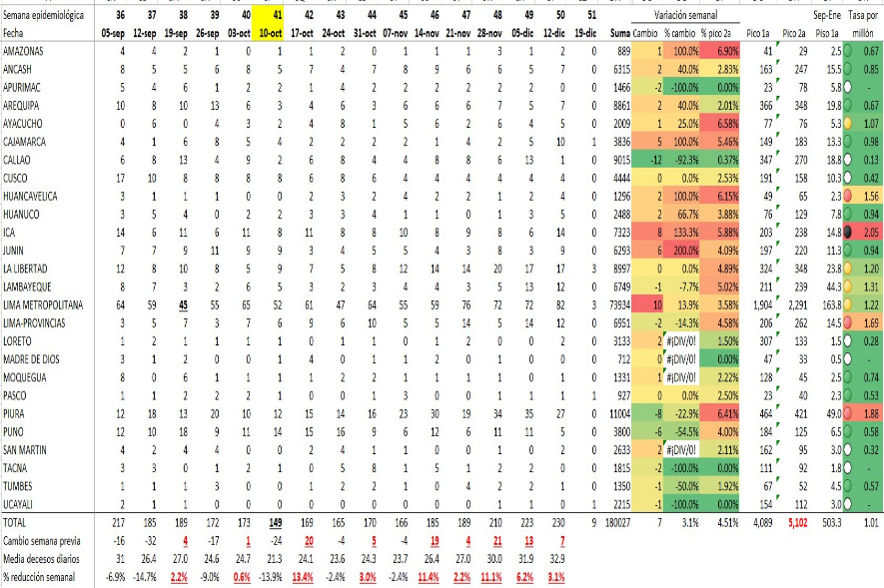 Semana epidemiológica 36 37 38 39 40 41 42 43 44 45 46 47 48 49 50 51 Variación semanal Sep-Ene Tasa por
Fecha 05-sep 12-sep 19-sep 26-sep 03-oct 10-oct 17-oct 24-oct 31-oct 07-nov 14-nov 21-nov 28-nov 05-dic 12-dic 19-dic Suma Cambio % cambio % pico 2a Pico 1a Pico 2a Piso 1a millón
AMAZONAS 4 4 2 1 0 1 1 2 0 1 1 1 3 1 2 0 889 1 100.0% 6.90% 41 29 2.5 0.67
ANCASH 8 5 5 6 8 5 7 4 7 8 9 6 6 5 7 0 6315 2 40.0% 2.83% 163 247 15.5 0.85
APURIMAC 5 4 6 1 2 2 1 4 2 2 2 2 2 2 0 0 1466 -2 -100.0% 0.00% 23 78 5.8 -
AREQUIPA 10 8 10 13 6 3 4 6 3 6 6 6 7 5 7 0 8861 2 40.0% 2.01% 366 348 19.8 0.67
AYACUCHO 0 6 0 4 3 2 4 8 1 5 6 2 6 4 5 0 2009 1 25.0% 6.58% 77 76 5.3 1.07
CAJAMARCA 4 1 6 8 5 4 2 2 2 2 1 4 2 5 10 1 3836 5 100.0% 5.46% 149 183 13.3 0.98
CALLAO 6 8 13 4 9 2 6 8 4 4 8 8 6 13 1 0 9015 -12 -92.3% 0.37% 347 270 18.8 0.13
CUSCO 17 10 8 8 8 8 6 8 6 4 4 4 4 4 4 0 4444 0 0.0% 2.53% 191 158 10.3 0.42
HUANCAVELICA 3 1 1 1 0 0 2 3 2 4 2 2 1 2 4 0 1296 2 100.0% 6.15% 49 65 2.3 1.56
HUANUCO 3 1 4 0 2 2 3 3 4 1 1 0 1 3 5 0 2488 2 66.7% 3.88% 76 129 7.8 0.94
ICA 14 6 11 6 11 8 11 8 8 10 8 9 8 6 14 0 7323 8 133.3% 5.88% 203 238 14.8 2.05
JUNIN 7 7 9 11 9 9 3 4 5 5 4 3 8 3 9 0 6293 6 200.0% 4.09% 197 220 11.3 0.94
LA LIBERTAD 12 9 10 8 5 9 7 5 8 12 14 14 20 17 17 3 8997 0 0.0% 4.89% 324 348 23.8 1.20
LAMBAYEQUE 8 7 3 2 6 5 3 2 3 4 4 3 5 13 12 0 6749 -1 -7.7% 5.02% 211 239 44.3 1.31
LIMA METROPOLITANA 64 59 45 55 65 52 61 47 64 55 59 76 72 72 82 3 73934 10 13.9% 3.58% 1,904 2,291 163.8 1.22
LIMA-PROVINCIAS 3 5 7 3 7 6 9 6 10 9 5 14 5 14 12 0 6951 -2 -14.3% 4.58% 206 262 14.5 1.69
LORETO 1 2 1 1 1 1 0 1 1 1 1 2 0 0 2 0 3133 2 #¡DIV/0! 1.50% 307 133 1.5 0.28
MADRE DE DIOS 3 1 2 0 0 1 4 0 1 1 2 0 1 0 0 0 712 0 #¡DIV/0! 0.00% 47 33 0.5 -
MOQUEGUA 8 0 6 1 1 1 1 2 2 1 1 1 1 0 1 0 1331 1 #¡DIV/0! 2.22% 128 45 2.5 0.74
PASCO 1 1 2 2 2 1 0 0 1 3 0 0 0 1 1 1 927 0 0.0% 2.50% 23 40 2.3 0.53
PIURA 12 18 13 20 10 12 15 14 16 23 30 19 34 35 27 0 11004 -8 -22.9% 6.41% 464 421 49.0 1.88
PUNO 12 10 18 9 11 14 15 16 9 6 12 6 11 11 5 0 3800 -6 -54.5% 4.00% 184 125 6.5 0.58
SAN MARTIN 4 2 4 4 0 0 2 4 1 1 0 1 1 0 2 0 2633 2 #¡DIV/0! 2.11% 162 95 3.0 0.32
TACNA 3 3 0 1 2 1 0 5 8 1 5 1 2 2 0 0 1815 -2 -100.0% 0.00% 111 92 1.8 -
TUMBES 1 1 1 3 0 0 1 2 2 1 0 4 2 2 1 0 1350 -1 -50.0% 1.92% 67 52 4.5 0.57
UCAYALI 2 1 1 0 0 0 0 0 0 0 0 0 1 1 0 1 2215 -1 -100.0% 0.00% 154 112 3.0 -
TOTAL 217 185 189 172 173 149 169 165 170 166 185 189 210 223 230 9 180027 7 3.1% 4.51% 4,089 5,102 503.3 1.01
Cambio semana previa -16 -32 4 -17 1 -24 20 -4 5 -4 19 4 21 13 7
Media decesos diarios 31 26.4 27.0 24.6 24.7 21.3 24.1 23.6 24.3 23.7 26.4 27.0 30.0 31.9 32.9
% reducción semanal -6.9% -14.7% 2.2% -9.0% 0.6% -13.9% 13.4% -2.4% 3.0% -2.4% 11.4% 2.2% 11.1% 6.2% 3.1%